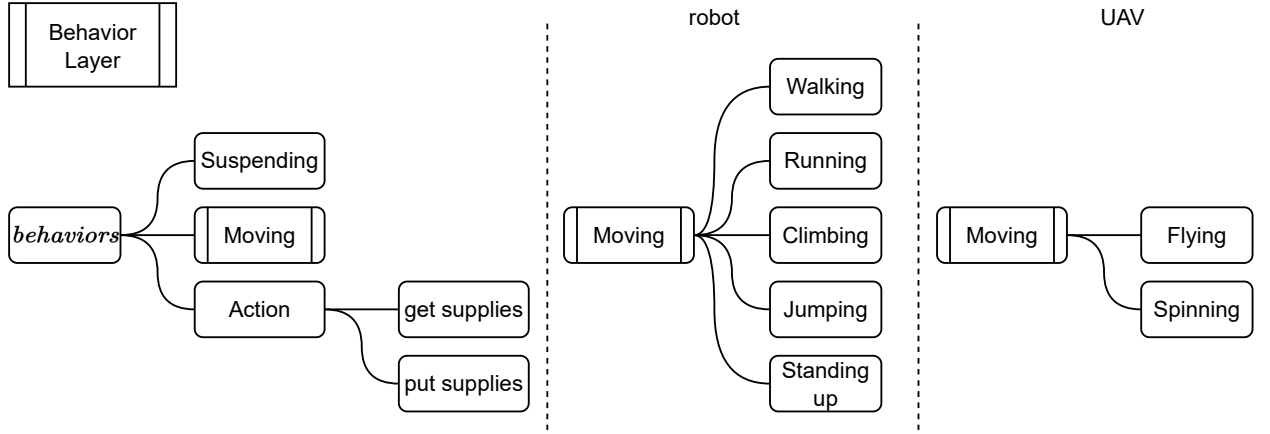 Behavior
Layer
robot
UAV
behaviors
Suspending
Moving
Action
get supplies
put supplies
Moving
Walking
Running
Climbing
Jumping
Standing
up
Moving
Flying
Spinning